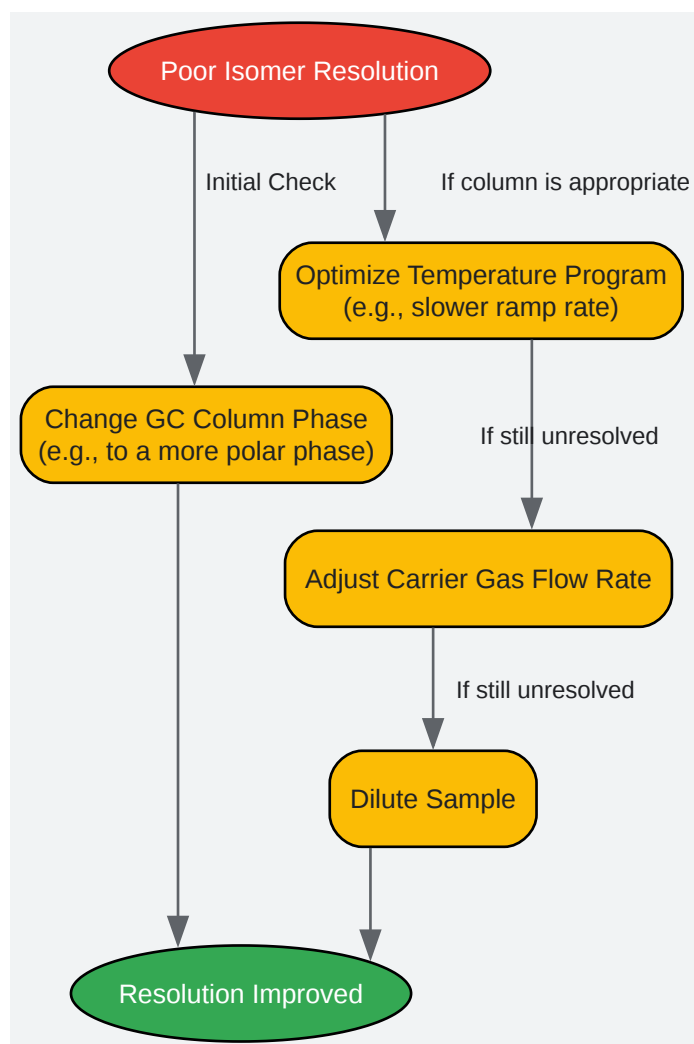 Poor Isomer Resolution
Initial Check
If column is appropriate
Optimize Temperature Program
(e.g., slower ramp rate)
Change GC Column Phase
(e.g., to a more polar phase)
If still unresolved
Adjust Carrier Gas Flow Rate
If still unresolved
Dilute Sample
Resolution Improved